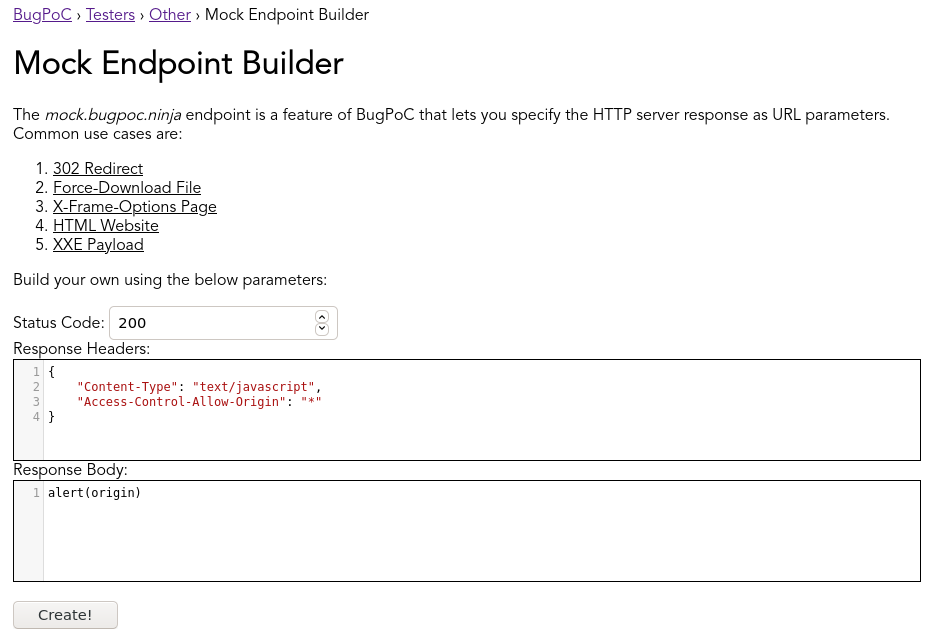 BugPoC › Testers › Other › Mock Endpoint Builder
Mock Endpoint Builder
The mock.bugpoc.ninja endpoint is a feature of BugPoC that lets you specify the HTTP server response as URL parameters.
Common use cases are:
1. 302 Redirect
2. Force-Download File
3. X-Frame-Options Page
4. HTML Website
5. XXE Payload
Build your own using the below parameters:
Status Code: 200
Response Headers:
1 {
2     "Content-Type": "text/javascript",
3     "Access-Control-Allow-Origin": "*"
4 }
Response Body:
1 alert(origin)
Create!